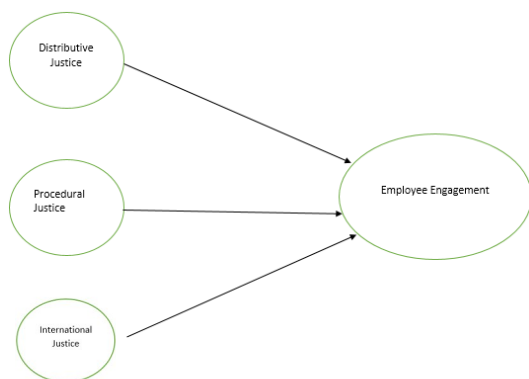 Distributive
Justice
Procedural
Justice
Employee Engagement
International
Justice